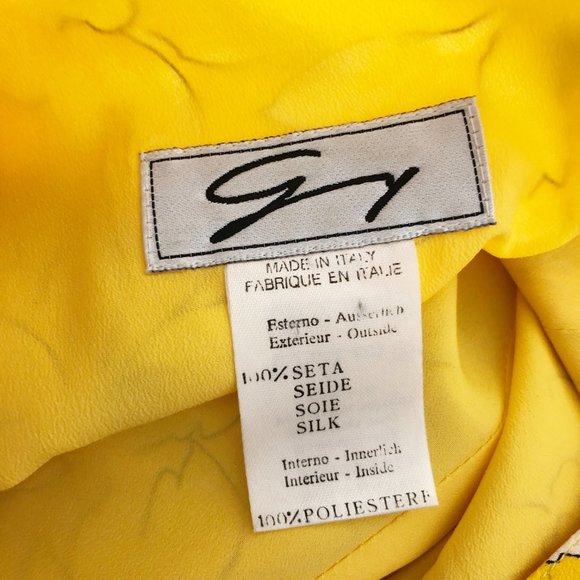 Gy
MADE IN ITALY
FABRIQUE EN ITALIE
Esterno - Ausserlich
Exterieur - Outside
100% SETA
SEIDE
SOIE
SILK
Interno - Innerlich
Interieur - Inside
100% POLIESTERE